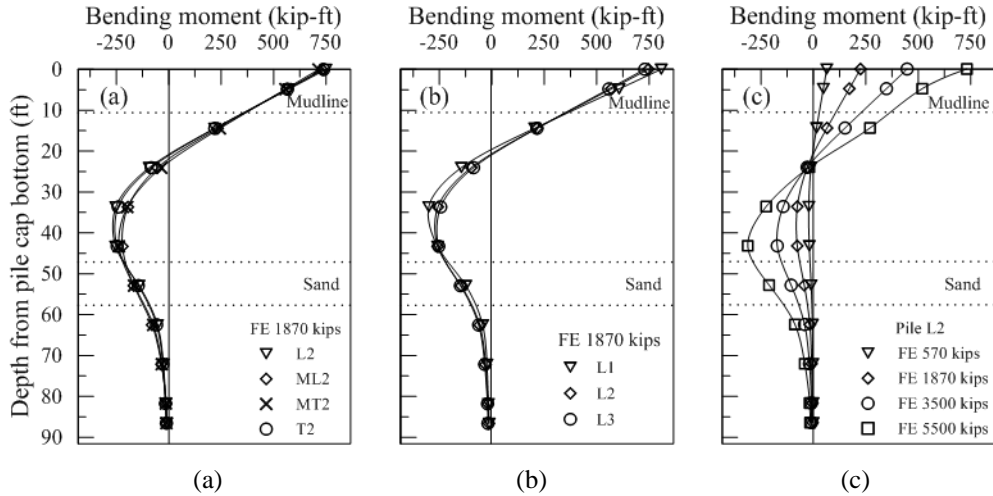 Bending moment (kip-ft)
-250 0 250 500 750
Bending moment (kip-ft)
-250 0 250 500 750
Bending moment (kip-ft)
-250 0 250 500 750
Depth from pile cap bottom (ft)
0
10
20
30
40
50
60
70
80
90
(a)
Mudline
Sand
FE 1870 kips
L2
ML2
MT2
T2
(b)
Mudline
Sand
FE 1870 kips
L1
L2
L3
(c)
Mudline
Sand
Pile L2
FE 570 kips
FE 1870 kips
FE 3500 kips
FE 5500 kips
(a)
(b)
(c)